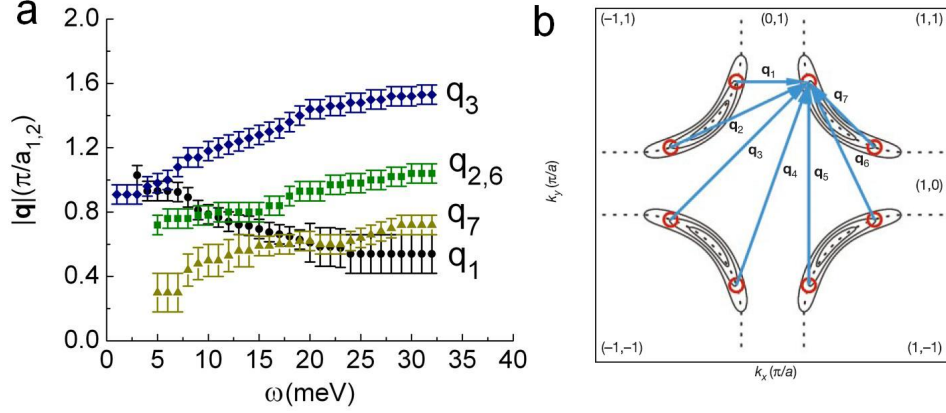 a
2.0
1.6
1.2
0.8
0.4
0.0
|q|(π/a1,2)
0 5 10 15 20 25 30 35 40
ω(meV)
q3
q2,6
q7
q1
b
(−1,1) (0,1) (1,1)
q1
q7
q2
q3
q6
q4
q5
(1,0)
ky(π/a)
(−1,−1) (1,−1)
kx(π/a)